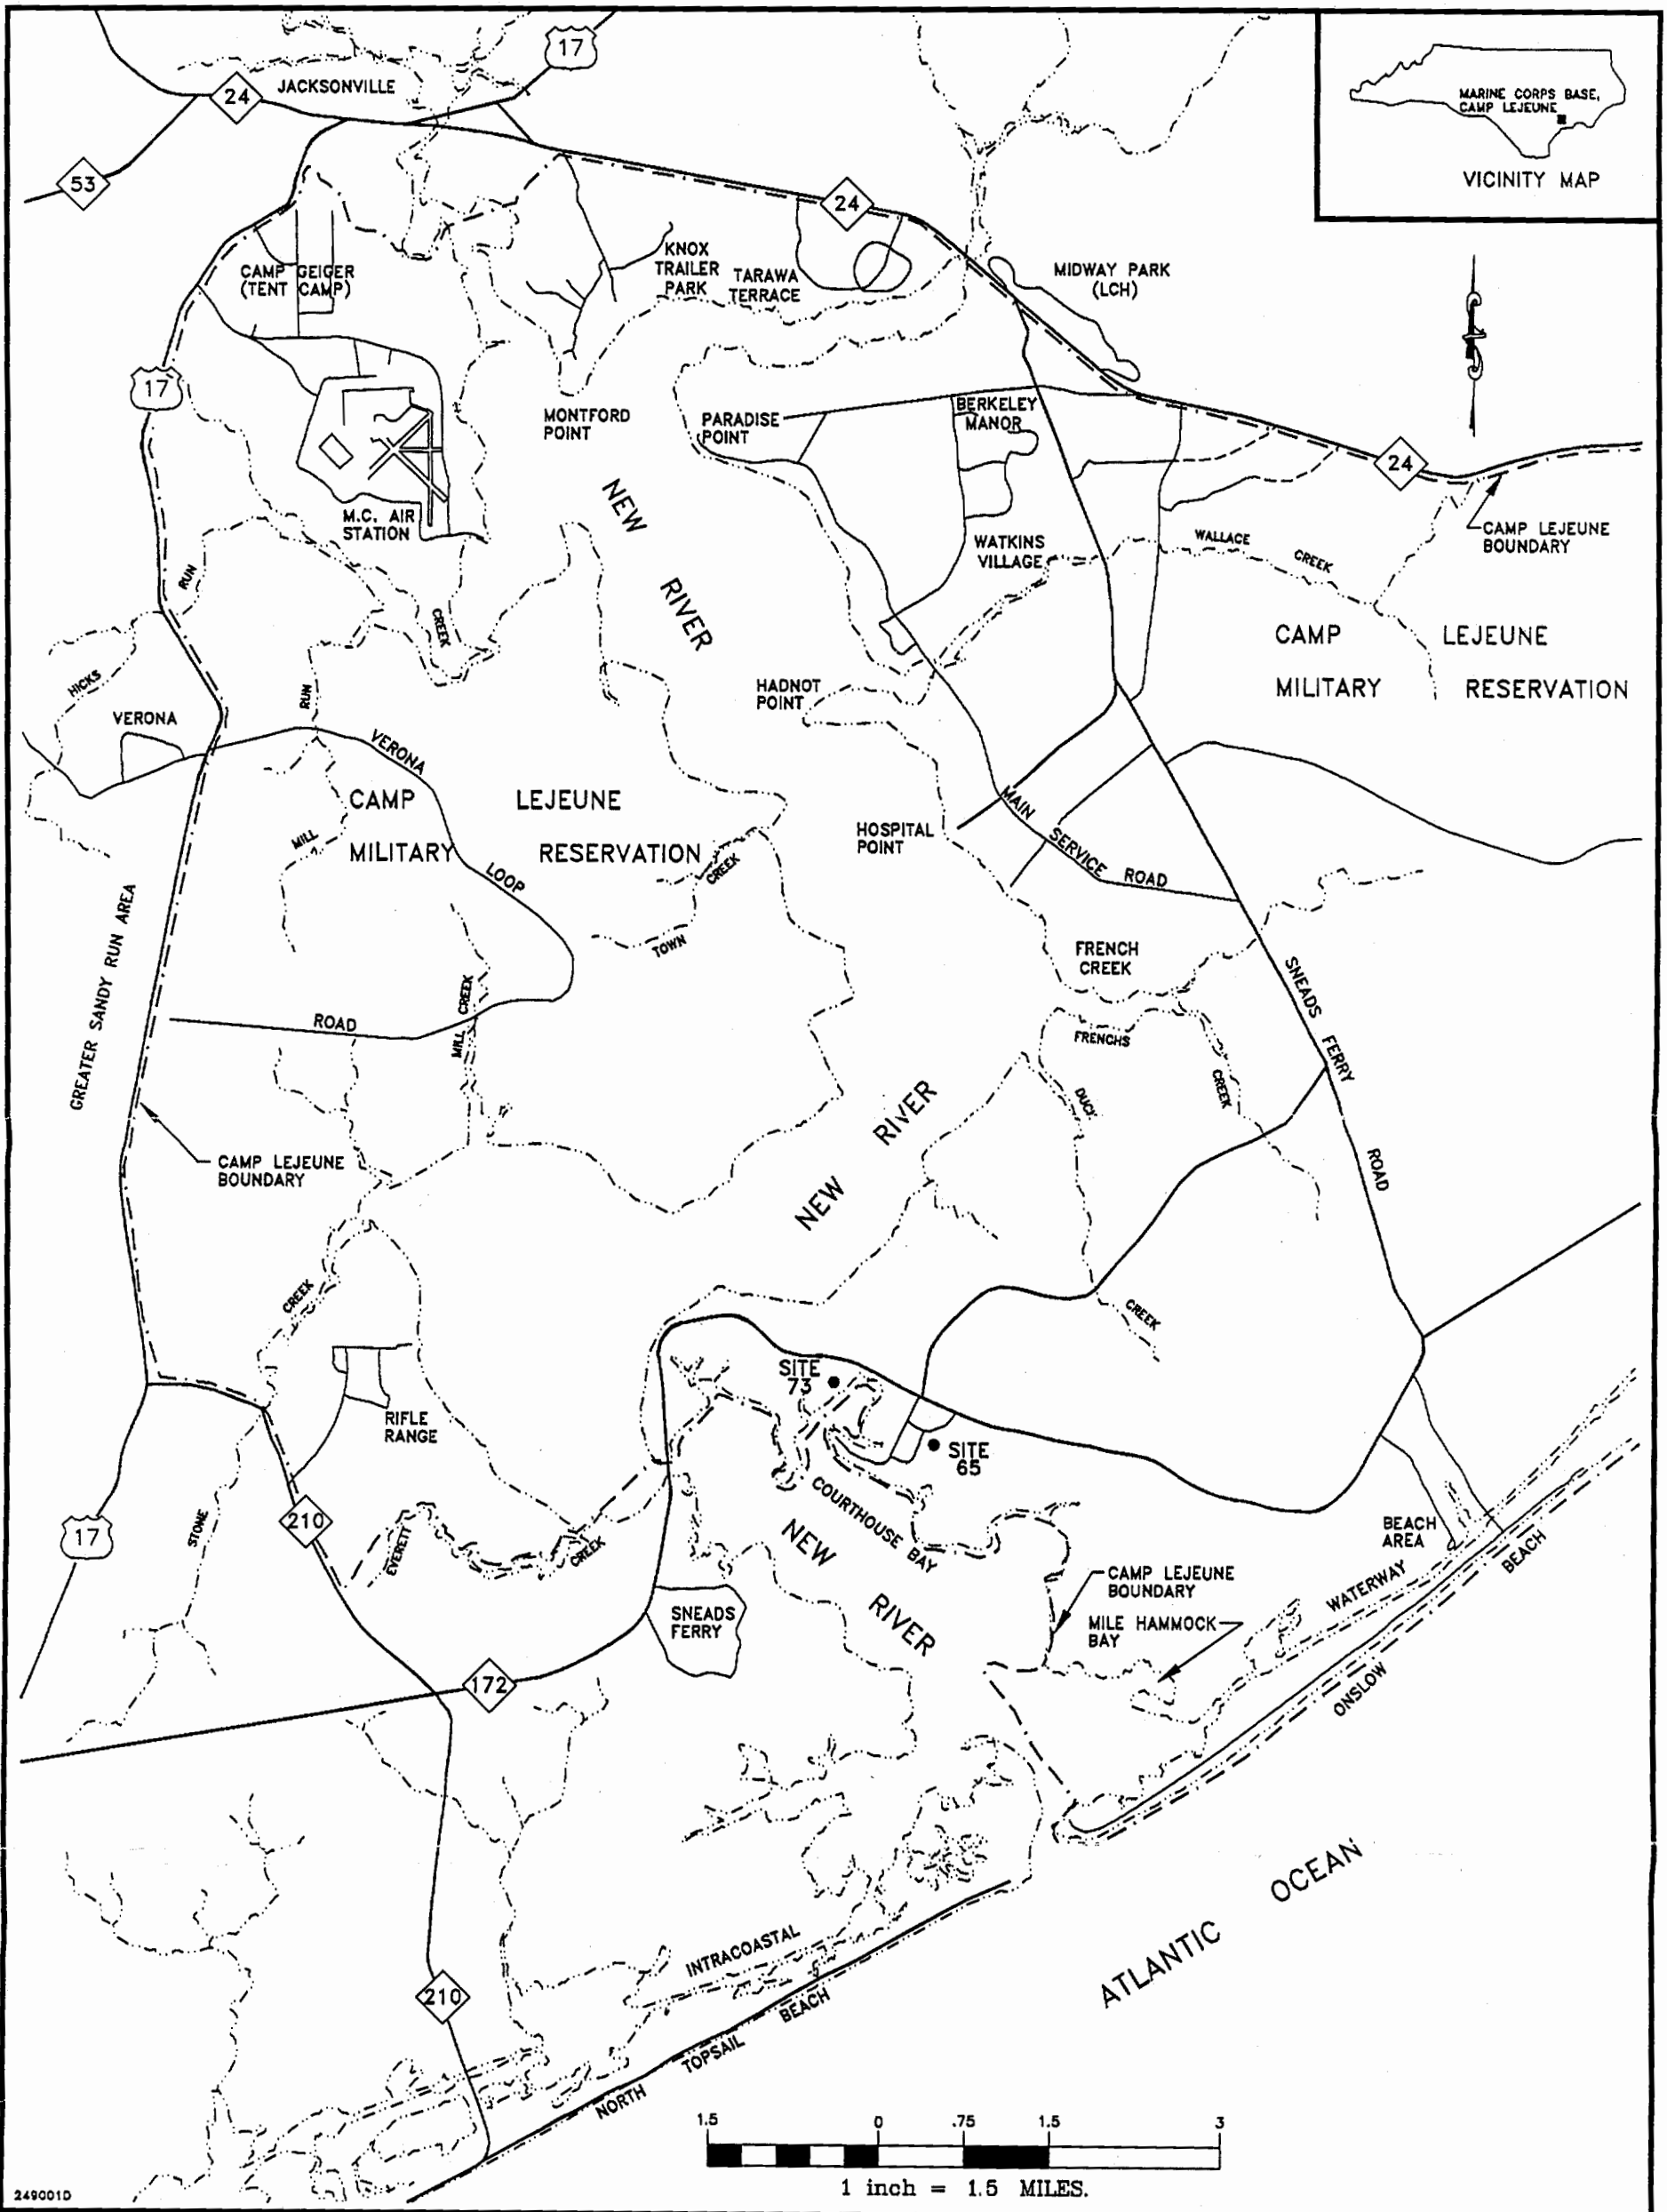 17
JACKSONVILLE
24
53
MARINE CORPS BASE,
CAMP LEJEUNE
VICINITY MAP
24
KNOX
TRAILER
PARK
TARAWA
TERRACE
CAMP GEIGER
(TENT CAMP)
MIDWAY PARK
(LCH)
17
MONTFORD
POINT
PARADISE
POINT
BERKELEY
MANOR
24
M.C. AIR
STATION
NEW
RIVER
WATKINS
VILLAGE
WALLACE
CREEK
CAMP LEJEUNE
BOUNDARY
RUN
CREEK
CAMP LEJEUNE
MILITARY RESERVATION
HICKS
RUN
HADNOT
POINT
VERONA
VERONA
CAMP LEJEUNE
MILITARY RESERVATION
MILL
LOOP
CREEK
TOWN
HOSPITAL
POINT
MAIN
SERVICE
ROAD
GREATER SANDY RUN AREA
FRENCH
CREEK
SNEADS
FERRY
ROAD
ROAD
MILL CREEK
FRENCHS
CREEK
DUCK
CREEK
NEW
RIVER
CAMP LEJEUNE
BOUNDARY
CREEK
SITE
73
SITE
65
RIFLE
RANGE
210
17
STONE
EVERETT
CREEK
COURTHOUSE BAY
NEW
RIVER
BEACH
AREA
WATERWAY
BEACH
CAMP LEJEUNE
BOUNDARY
MILE HAMMOCK
BAY
SNEADS
FERRY
172
ONSLOW
OCEAN
ATLANTIC
INTRACOASTAL
210
BEACH
TOPSAIL
NORTH
1.5 0 .75 1.5 3
1 inch = 1.5 MILES.
249001D